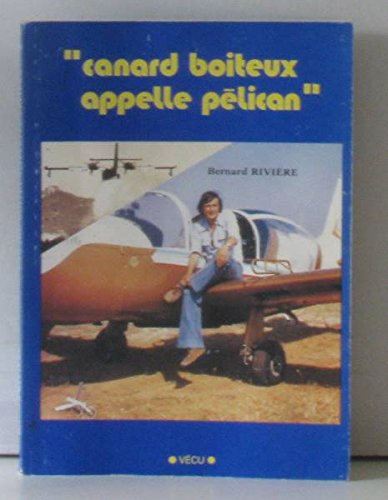 "canard boiteux
appelle pélican"
Bernard RIVIÈRE
• VÉCU •